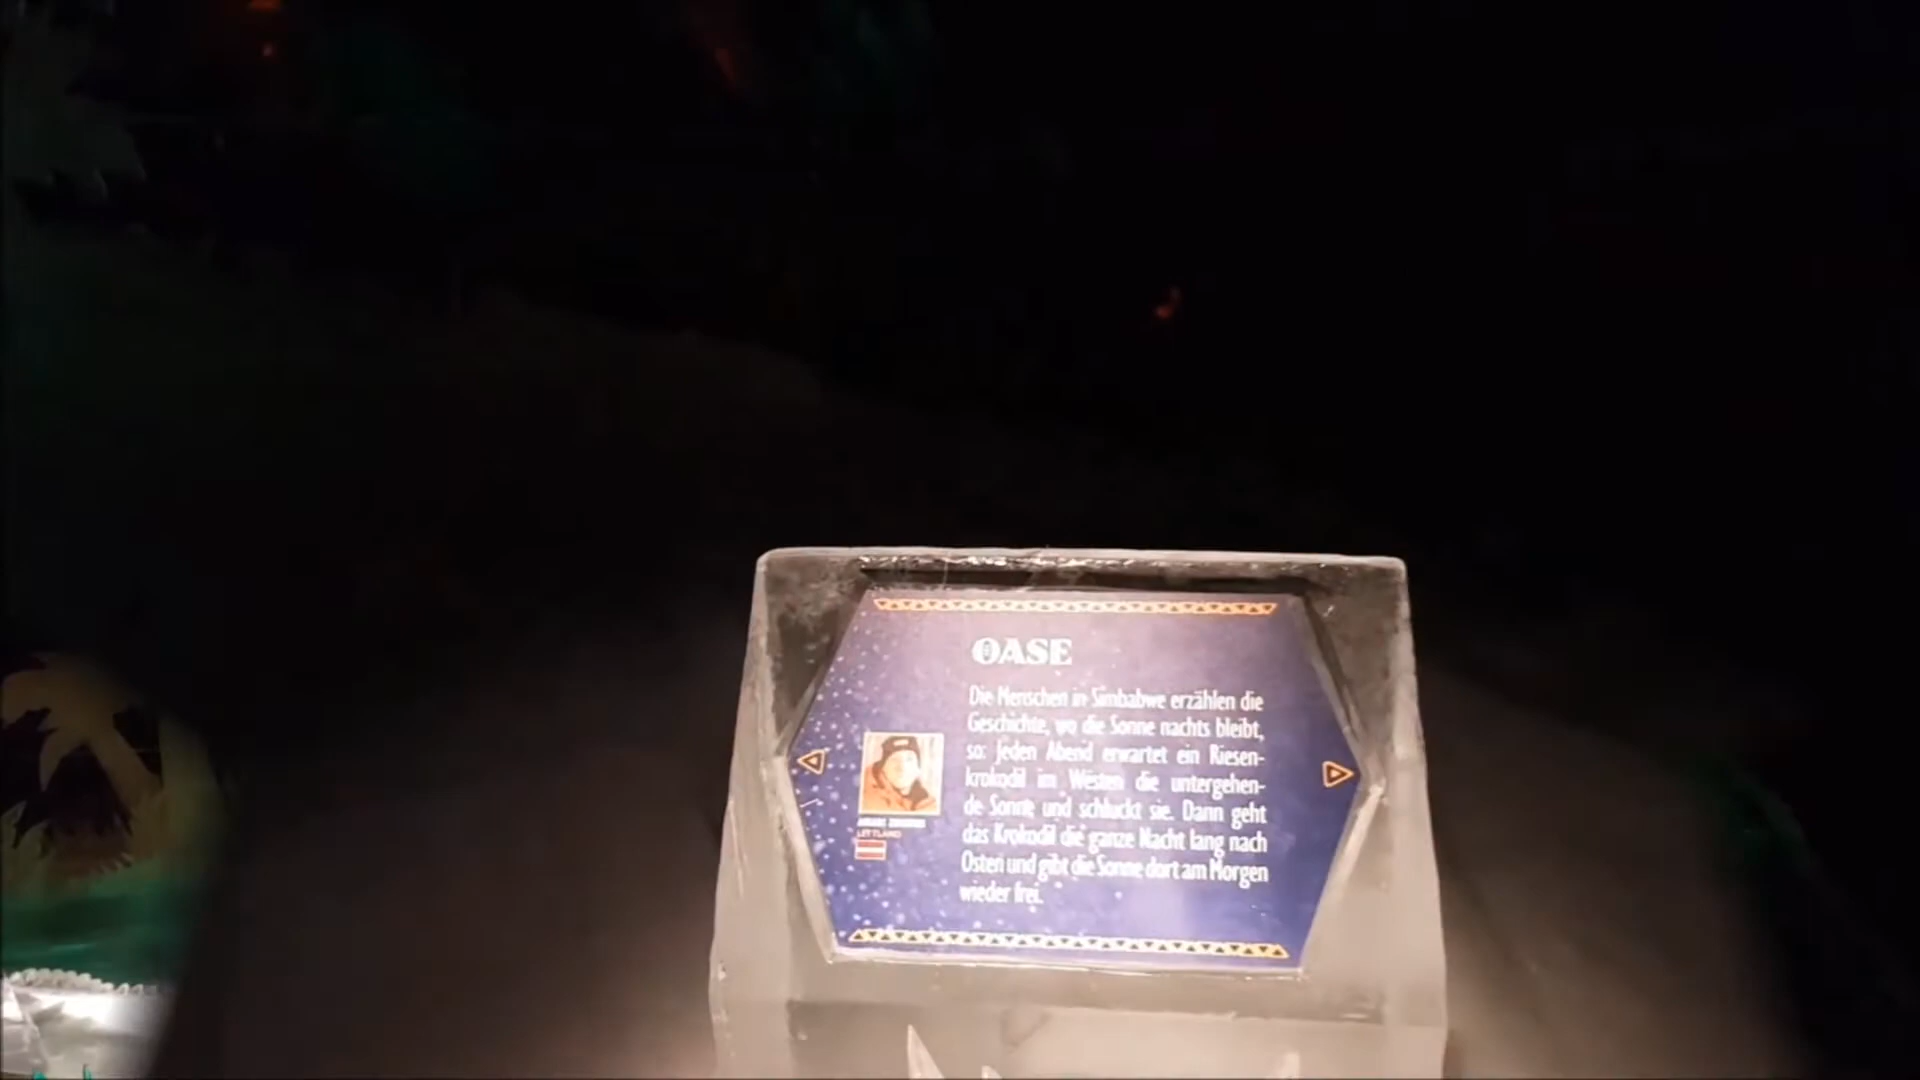 OASE
Die Menschen in Simbabwe erzählen die
Geschichte, wo die Sonne nachts bleibt,
so: Jeden Abend erwartet ein Riesen-
krokodil im Westen die untergehen-
de Sonne und schluckt sie. Dann geht
das Krokodil die ganze Nacht lang nach
Osten und gibt die Sonne dort am Morgen
wieder frei.
LETTLAND